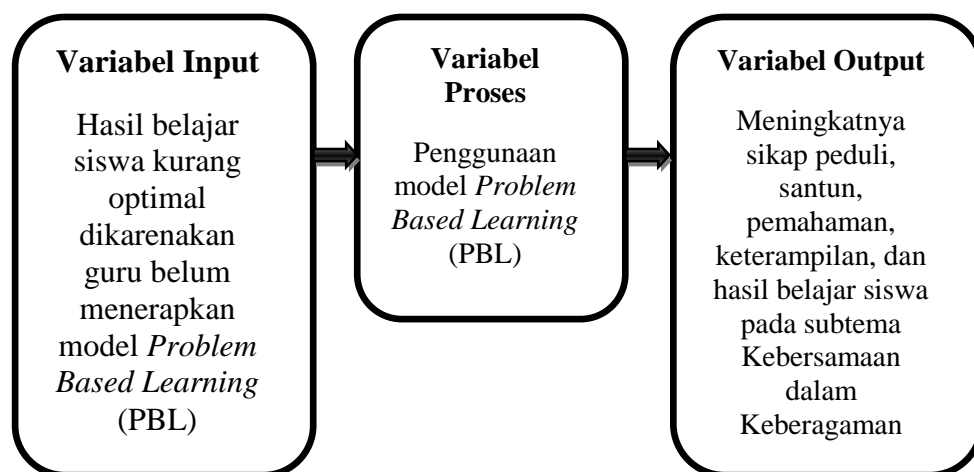 Variabel Input
Hasil belajar
siswa kurang
optimal
dikarenakan
guru belum
menerapkan
model Problem
Based Learning
(PBL)
Variabel
Proses
Penggunaan
model Problem
Based Learning
(PBL)
Variabel Output
Meningkatnya
sikap peduli,
santun,
pemahaman,
keterampilan, dan
hasil belajar siswa
pada subtema
Kebersamaan
dalam
Keberagaman